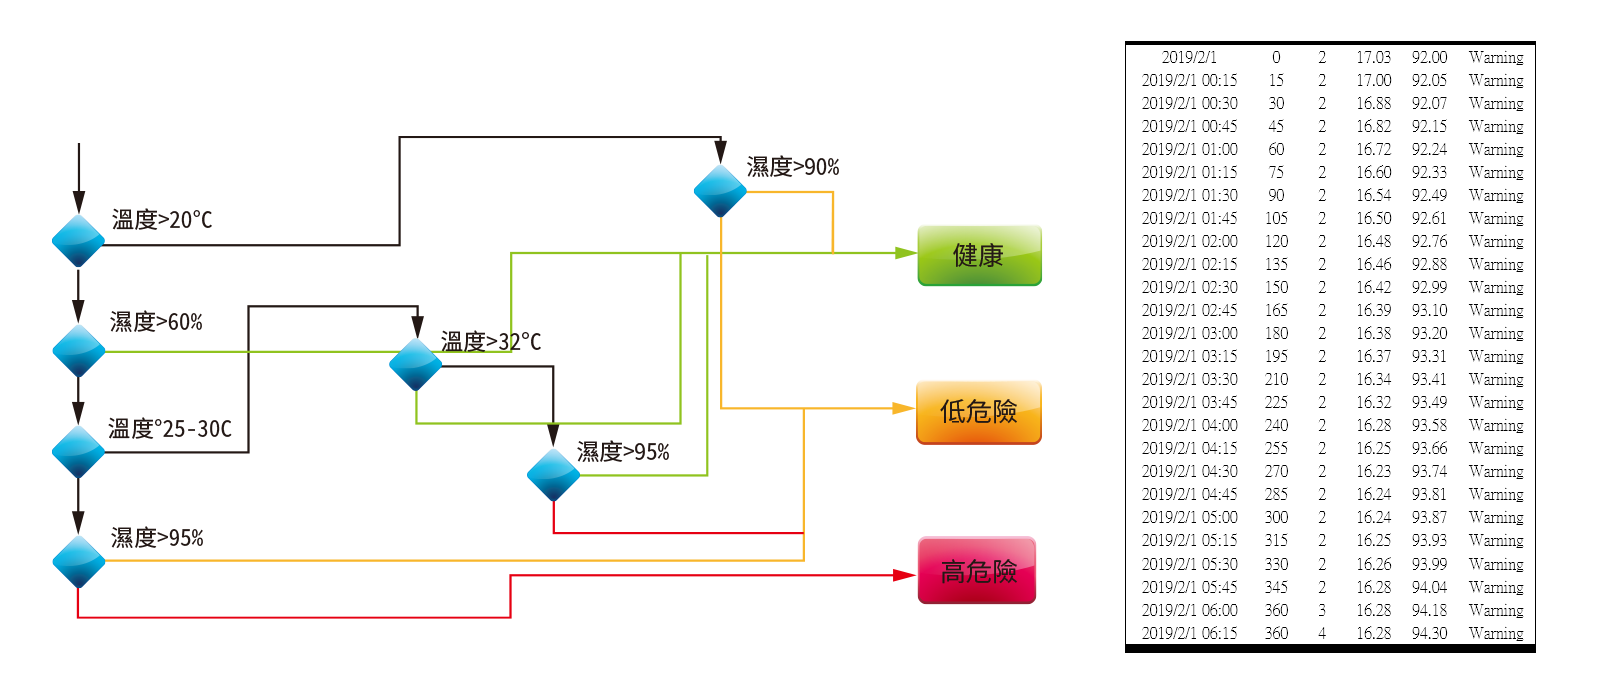 濕度>90%
溫度>20°C
健康
濕度>60%
溫度>32°C
低危險
溫度°25-30C
濕度>95%
濕度>95%
高危險
2019/2/1 0 2 17.03 92.00 Warning
2019/2/1 00:15 15 2 17.00 92.05 Warning
2019/2/1 00:30 30 2 16.88 92.07 Warning
2019/2/1 00:45 45 2 16.82 92.15 Warning
2019/2/1 01:00 60 2 16.72 92.24 Warning
2019/2/1 01:15 75 2 16.60 92.33 Warning
2019/2/1 01:30 90 2 16.54 92.49 Warning
2019/2/1 01:45 105 2 16.50 92.61 Warning
2019/2/1 02:00 120 2 16.48 92.76 Warning
2019/2/1 02:15 135 2 16.46 92.88 Warning
2019/2/1 02:30 150 2 16.42 92.99 Warning
2019/2/1 02:45 165 2 16.39 93.10 Warning
2019/2/1 03:00 180 2 16.38 93.20 Warning
2019/2/1 03:15 195 2 16.37 93.31 Warning
2019/2/1 03:30 210 2 16.34 93.41 Warning
2019/2/1 03:45 225 2 16.32 93.49 Warning
2019/2/1 04:00 240 2 16.28 93.58 Warning
2019/2/1 04:15 255 2 16.25 93.66 Warning
2019/2/1 04:30 270 2 16.23 93.74 Warning
2019/2/1 04:45 285 2 16.24 93.81 Warning
2019/2/1 05:00 300 2 16.24 93.87 Warning
2019/2/1 05:15 315 2 16.25 93.93 Warning
2019/2/1 05:30 330 2 16.26 93.99 Warning
2019/2/1 05:45 345 2 16.28 94.04 Warning
2019/2/1 06:00 360 3 16.28 94.18 Warning
2019/2/1 06:15 360 4 16.28 94.30 Warning